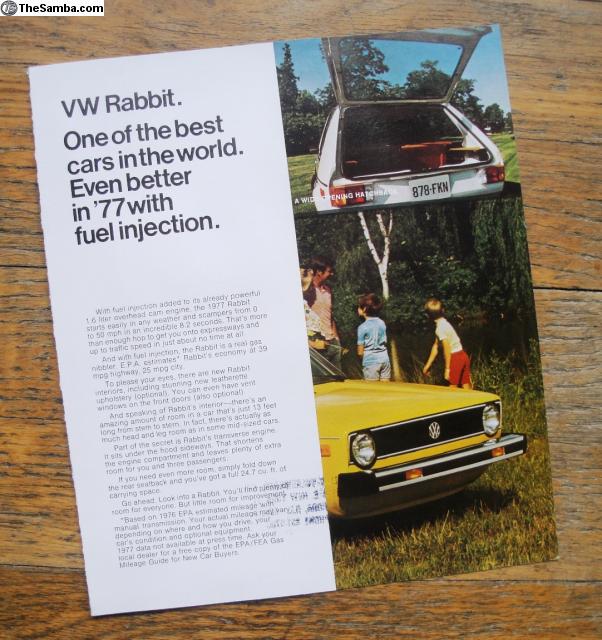 TheSamba.com
VW Rabbit.
One of the best
cars in the world.
Even better
in '77 with
fuel injection.
With fuel injection added to its already powerful
1.6 liter overhead cam engine, the 1977 Rabbit
starts easily in any weather and scampers from 0
to 50 mph in an incredible 8.2 seconds. That's more
than enough hop to get you onto expressways and
up to traffic speed in just about no time at all.
And with fuel injection, the Rabbit is a real gas
nibbler. E.P.A. estimates* Rabbit's economy at 39
mpg highway, 25 mpg city.
To please your eyes, there are new Rabbit
interiors, including stunning new leatherette
upholstery (optional). You can even have vent
windows on the front doors (also optional).
And speaking of Rabbit's interior—there's an
amazing amount of room in a car that's just 13 feet
long from stem to stern. In fact, there's actually as
much head and leg room as in some mid-sized cars.
Part of the secret is Rabbit's transverse engine.
It sits under the hood sideways. That shortens
the engine compartment and leaves plenty of extra
room for you and three passengers.
If you need even more room, simply fold down
the rear seatback and you've got a full 24.7 cu. ft. of
carrying space.
Go ahead. Look into a Rabbit. You'll find plenty of
room for everyone. But little room for improvement.
*Based on 1976 EPA estimated mileage with
manual transmission. Your actual mileage may vary
depending on where and how you drive, your
car's condition and optional equipment.
1977 data not available at press time. Ask your
local dealer for a free copy of the EPA/FEA Gas
Mileage Guide for New Car Buyers.
A WIDE-OPENING HATCHBACK.
878-FKN